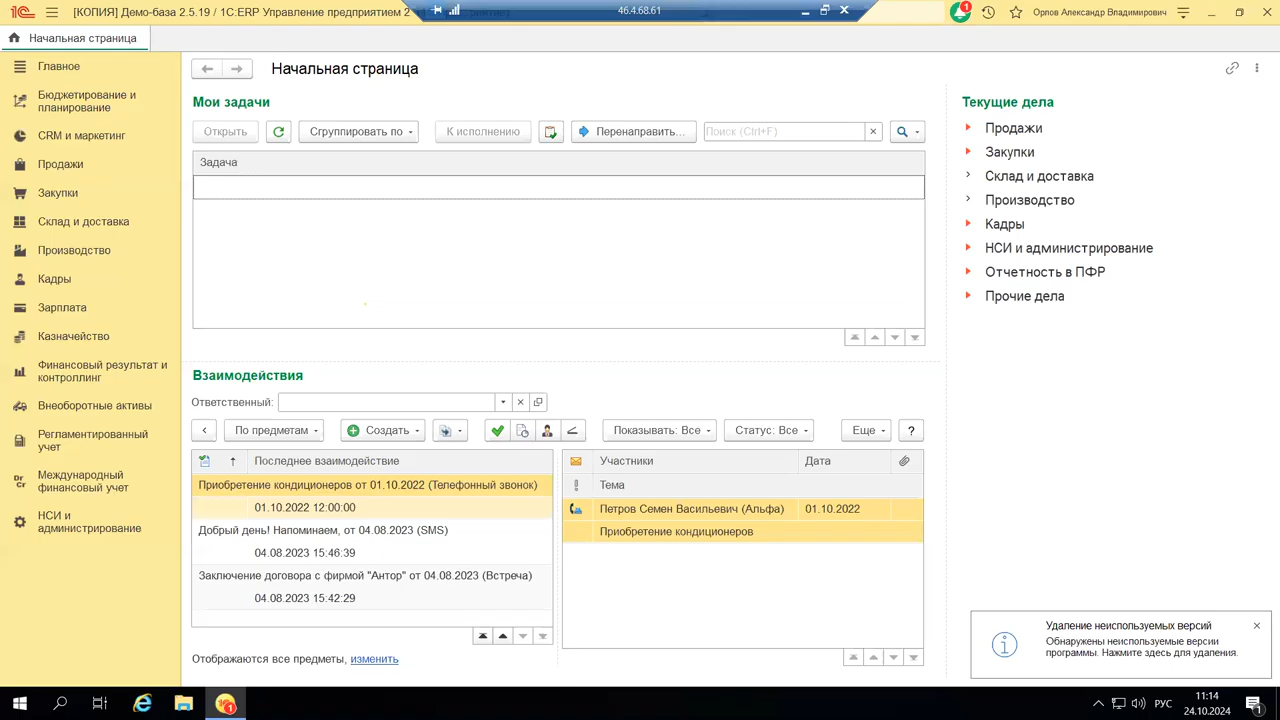 [КОПИЯ] Демо-база 2.5.19 / 1С:ERP Управление предприятием 2
46.4.68.61
1
Орлов Александр Владимирович
Начальная страница
Главное
Бюджетирование и
планирование
CRM и маркетинг
Продажи
Закупки
Склад и доставка
Производство
Кадры
Зарплата
Казначейство
Финансовый результат и
контроллинг
Внеоборотные активы
Регламентированный
учет
Международный
финансовый учет
НСИ и
администрирование
Начальная страница
Мои задачи
Открыть
Сгруппировать по
К исполнению
Перенаправить...
Поиск (Ctrl+F)
Задача
Взаимодействия
Ответственный:
По предметам
Создать
Показывать: Все
Статус: Все
Еще
?
Последнее взаимодействие
Приобретение кондиционеров от 01.10.2022 (Телефонный звонок)
01.10.2022 12:00:00
Добрый день! Напоминаем, от 04.08.2023 (SMS)
04.08.2023 15:46:39
Заключение договора с фирмой "Антор" от 04.08.2023 (Встреча)
04.08.2023 15:42:29
Отображаются все предметы, изменить
Участники Дата
Тема
Петров Семен Васильевич (Альфа) 01.10.2022
Приобретение кондиционеров
Текущие дела
Продажи
Закупки
Склад и доставка
Производство
Кадры
НСИ и администрирование
Отчетность в ПФР
Прочие дела
Удаление неиспользуемых версий
Обнаружены неиспользуемые версии
программы. Нажмите здесь для удаления.
РУС
11:14
24.10.2024
1